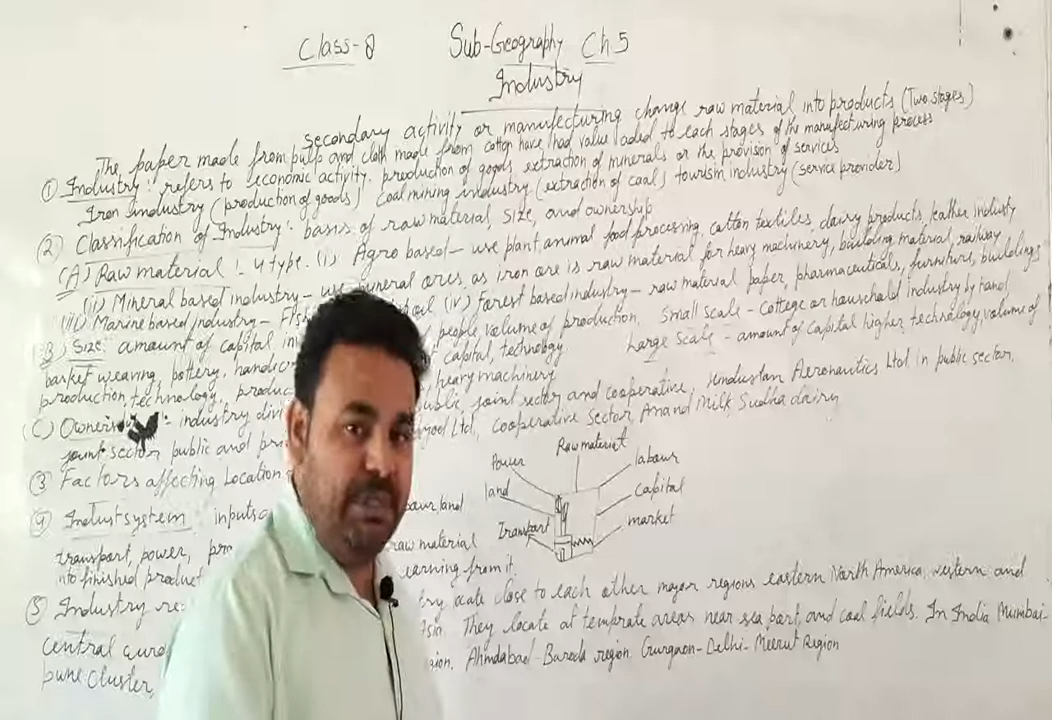 Class-8 Sub-Geography Ch 5
Industry
Secondary activity or manufacturing change raw material into products (Two stages)
The paper made from pulp and cloth made from cotton have had value added to each stages of the manufacturing process
① Industry: refers to economic activity. production of goods extraction of minerals or the provision of services
Iron industry (production of goods) Coal mining industry (extraction of coal) tourism industry (service provider)
② Classification of Industry: basis of raw material, size, and ownership
(A) Raw material :- 4 type. (i) Agro based - use plant animal food processing, cotton textiles, dairy products, leather industry
(ii) Mineral based industry - use mineral ores as iron ore is raw material for heavy machinery, building material, railway
(iii) Marine based industry - oil (iv) Forest based industry - raw material paper, pharmaceuticals, furniture, buildings
B) Size: amount of capital people volume of production. Small scale - cottege or household industry by hand
basket weaving, pottery, capital, technology Large Scale - amount of capital higher, technology, volume of
production, technology, heavy machinery
(C) industry public joint sector and cooperative, Hindustan Aeronautics Ltd in public sector,
joint sector public and Ltd, Cooperative Sector Anand Milk Sudha dairy
③ Factors affecting Location
Power
Raw material
labour
land
Capital
Transport
market
④ system: inputs land
transport, power, raw material
into finished product earning from it.
⑤ Industry locate close to each other major regions eastern North America, western and
central Asia. They locate at temprate areas near sea port, and coal fields. In India Mumbai-
pune cluster, Ahmdabad-Baroda region. Gurgaon-Delhi-Meerut Region